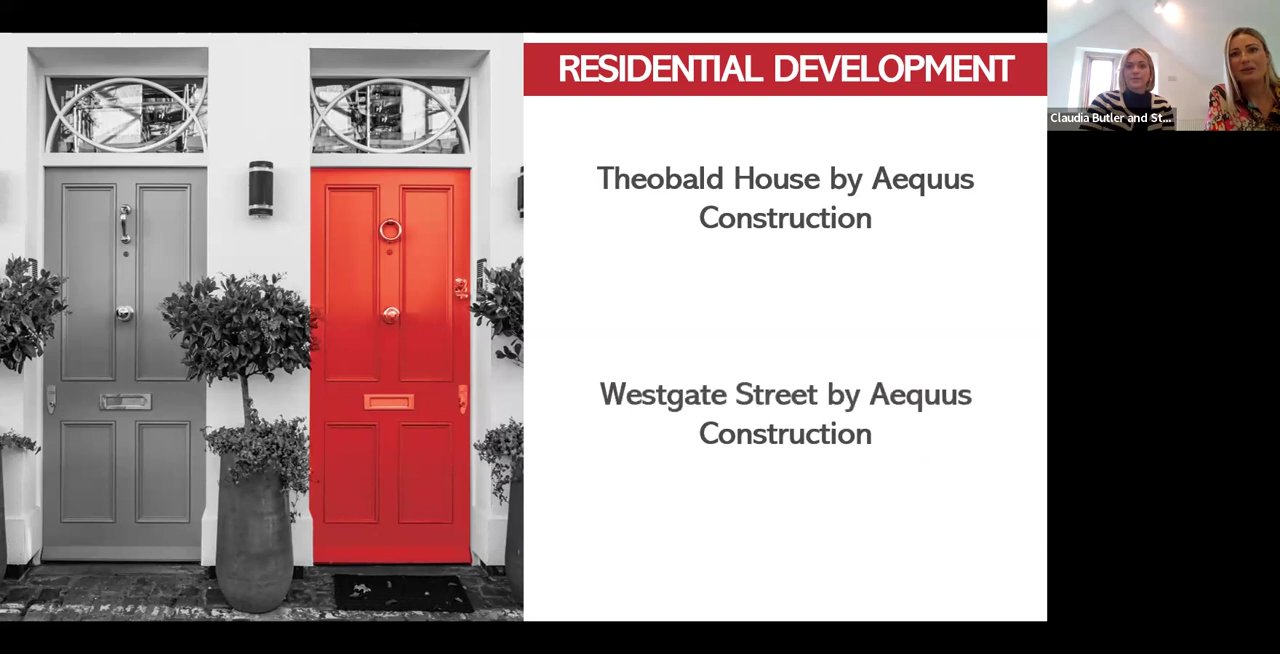 RESIDENTIAL DEVELOPMENT
Theobald House by Aequus
Construction
Westgate Street by Aequus
Construction
Claudia Butler and St...